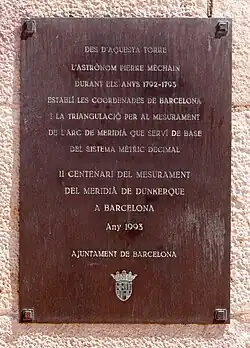 DES D'AQUESTA TORRE
L'ASTRÒNOM PIERRE MÉCHAIN
DURANT ELS ANYS 1792-1793
ESTABLÍ LES COORDENADES DE BARCELONA
I LA TRIANGULACIÓ PER AL MESURAMENT
DE L'ARC DE MERIDIÀ QUE SERVÍ DE BASE
DEL SISTEMA MÈTRIC DECIMAL
II CENTENARI DEL MESURAMENT
DEL MERIDIÀ DE DUNKERQUE
A BARCELONA
Any 1993
AJUNTAMENT DE BARCELONA